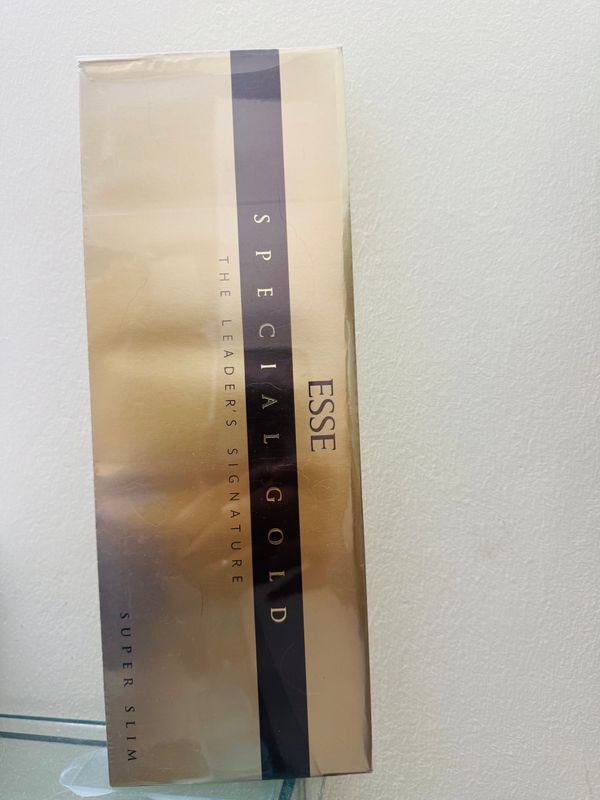 ESSE
SPECIAL GOLD
THE LEADER'S SIGNATURE
SUPER SLIM